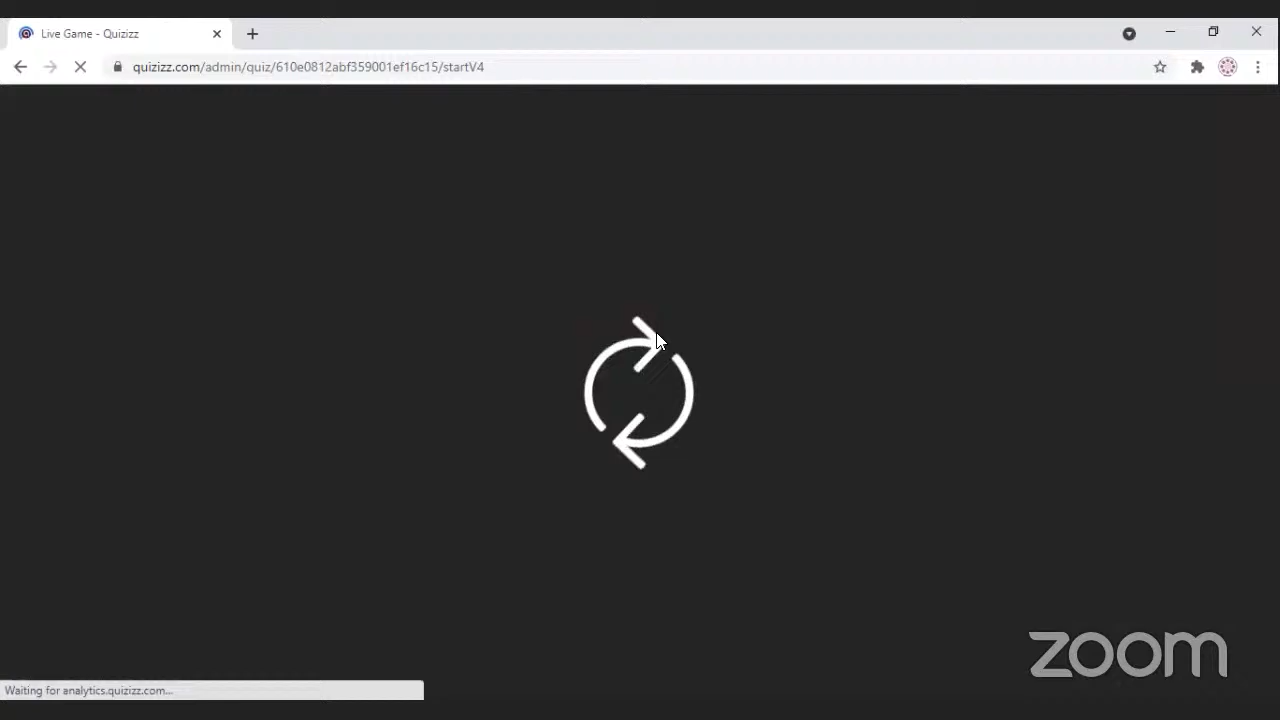 Live Game - Quizizz
quizizz.com/admin/quiz/610e0812abf359001ef16c15/startV4
zoom
Waiting for analytics.quizizz.com...